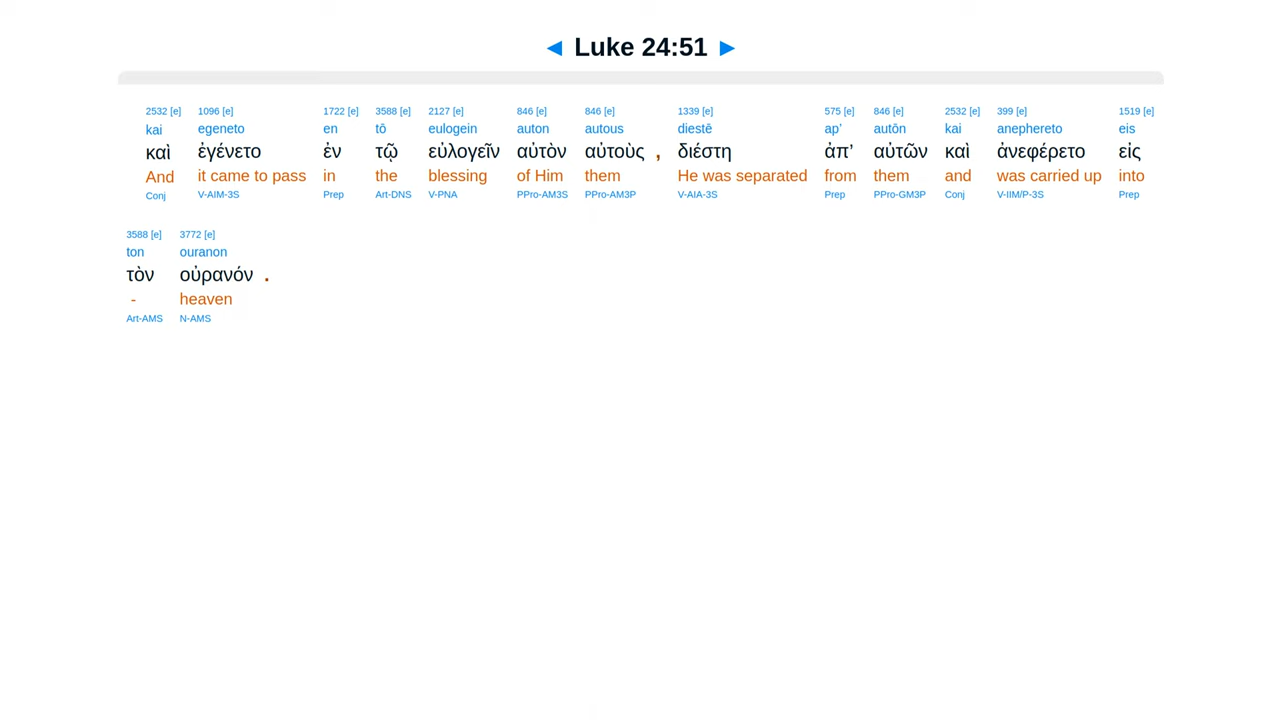 ◄ Luke 24:51 ►
2532 [e] 1096 [e] 1722 [e] 3588 [e] 2127 [e] 846 [e] 846 [e] 1339 [e] 575 [e] 846 [e] 2532 [e] 399 [e] 1519 [e]
kai egeneto en tō eulogein auton autous diestē ap’ autōn kai anephereto eis
καὶ ἐγένετο ἐν τῷ εὐλογεῖν αὐτὸν αὐτοὺς , διέστη ἀπ’ αὐτῶν καὶ ἀνεφέρετο εἰς
And it came to pass in the blessing of Him them He was separated from them and was carried up into
Conj V-AIM-3S Prep Art-DNS V-PNA PPro-AM3S PPro-AM3P V-AIA-3S Prep PPro-GM3P Conj V-IIM/P-3S Prep
3588 [e] 3772 [e]
ton ouranon
τὸν οὐρανόν .
- heaven
Art-AMS N-AMS